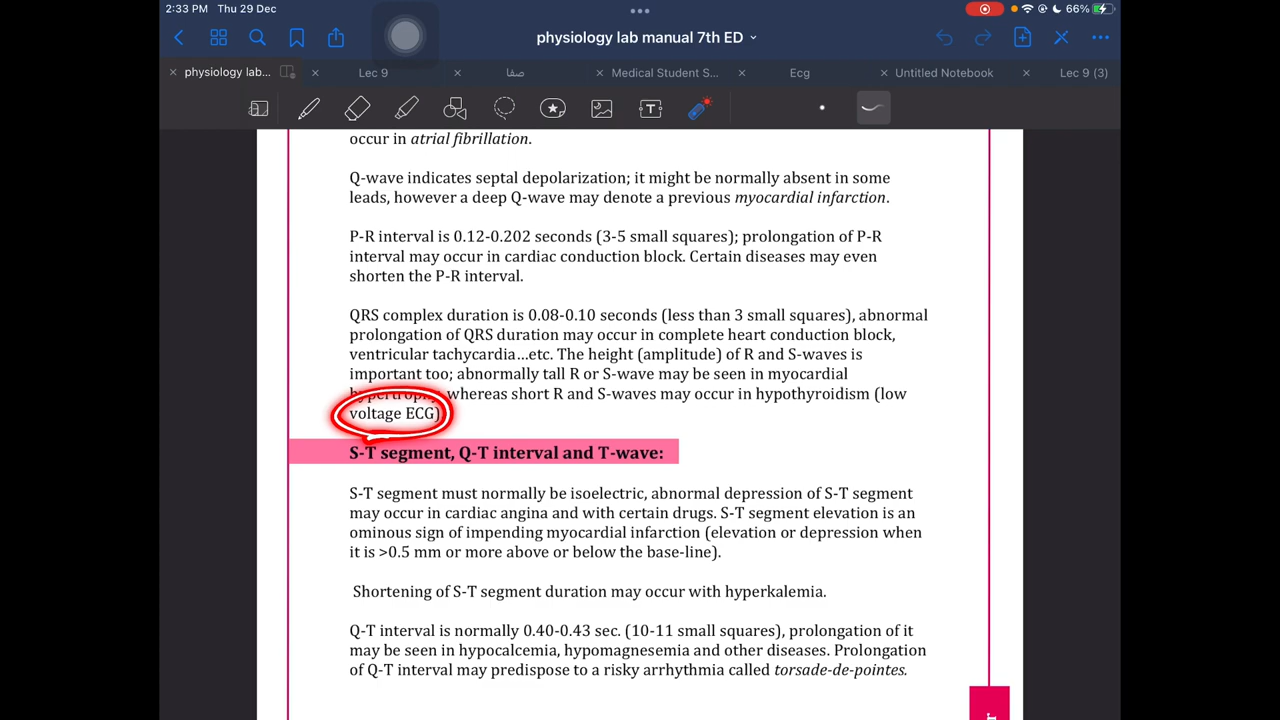 2:33 PM Thu 29 Dec
66%
physiology lab manual 7th ED
physiology lab...
Lec 9
صفا
Medical Student S...
Ecg
Untitled Notebook
Lec 9 (3)
occur in atrial fibrillation.
Q-wave indicates septal depolarization; it might be normally absent in some
leads, however a deep Q-wave may denote a previous myocardial infarction.
P-R interval is 0.12-0.202 seconds (3-5 small squares); prolongation of P-R
interval may occur in cardiac conduction block. Certain diseases may even
shorten the P-R interval.
QRS complex duration is 0.08-0.10 seconds (less than 3 small squares), abnormal
prolongation of QRS duration may occur in complete heart conduction block,
ventricular tachycardia...etc. The height (amplitude) of R and S-waves is
important too; abnormally tall R or S-wave may be seen in myocardial
hypertrophy, whereas short R and S-waves may occur in hypothyroidism (low
voltage ECG)
S-T segment, Q-T interval and T-wave:
S-T segment must normally be isoelectric, abnormal depression of S-T segment
may occur in cardiac angina and with certain drugs. S-T segment elevation is an
ominous sign of impending myocardial infarction (elevation or depression when
it is >0.5 mm or more above or below the base-line).
Shortening of S-T segment duration may occur with hyperkalemia.
Q-T interval is normally 0.40-0.43 sec. (10-11 small squares), prolongation of it
may be seen in hypocalcemia, hypomagnesemia and other diseases. Prolongation
of Q-T interval may predispose to a risky arrhythmia called torsade-de-pointes.